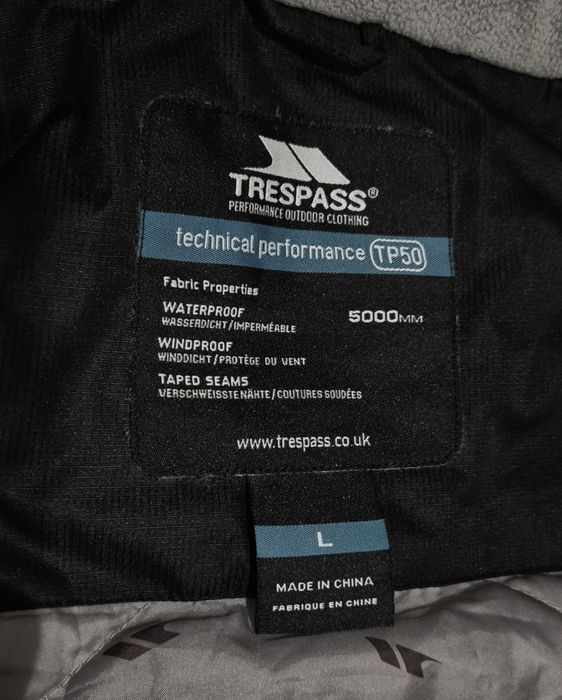 TRESPASS®
PERFORMANCE OUTDOOR CLOTHING
technical performance TP50
Fabric Properties
WATERPROOF 5000MM
WASSERDICHT/IMPERMÉABLE
WINDPROOF
WINDDICHT/PROTÈGE DU VENT
TAPED SEAMS
VERSCHWEISSTE NÄHTE/COUTURES SOUDÉES
www.trespass.co.uk
L
MADE IN CHINA
FABRIQUE EN CHINE